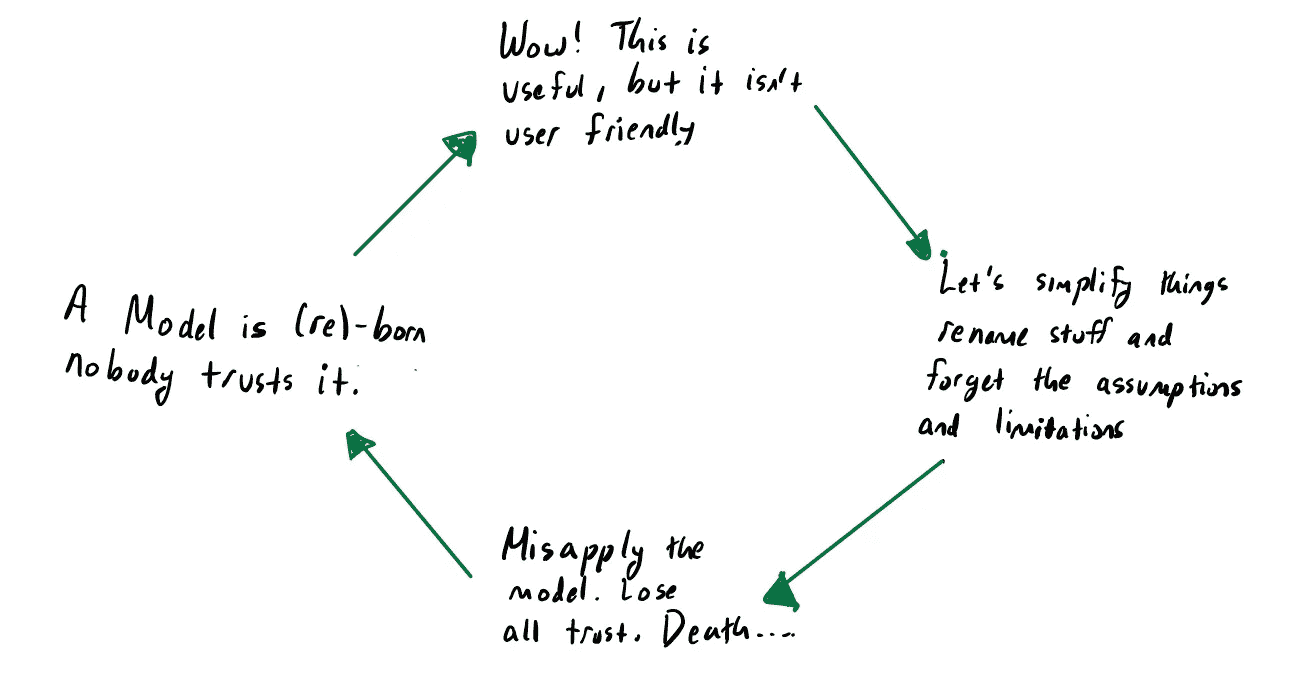 Wow! This is
useful, but it isn't
user friendly
Let's simplify things
rename stuff and
forget the assumptions
and limitations
A Model is (re)-born
nobody trusts it.
Misapply the
model. Lose
all trust. Death....